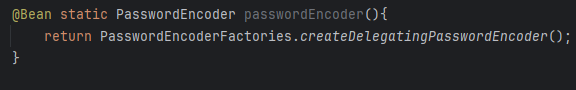 @Bean static PasswordEncoder passwordEncoder(){
    return PasswordEncoderFactories.createDelegatingPasswordEncoder();
}